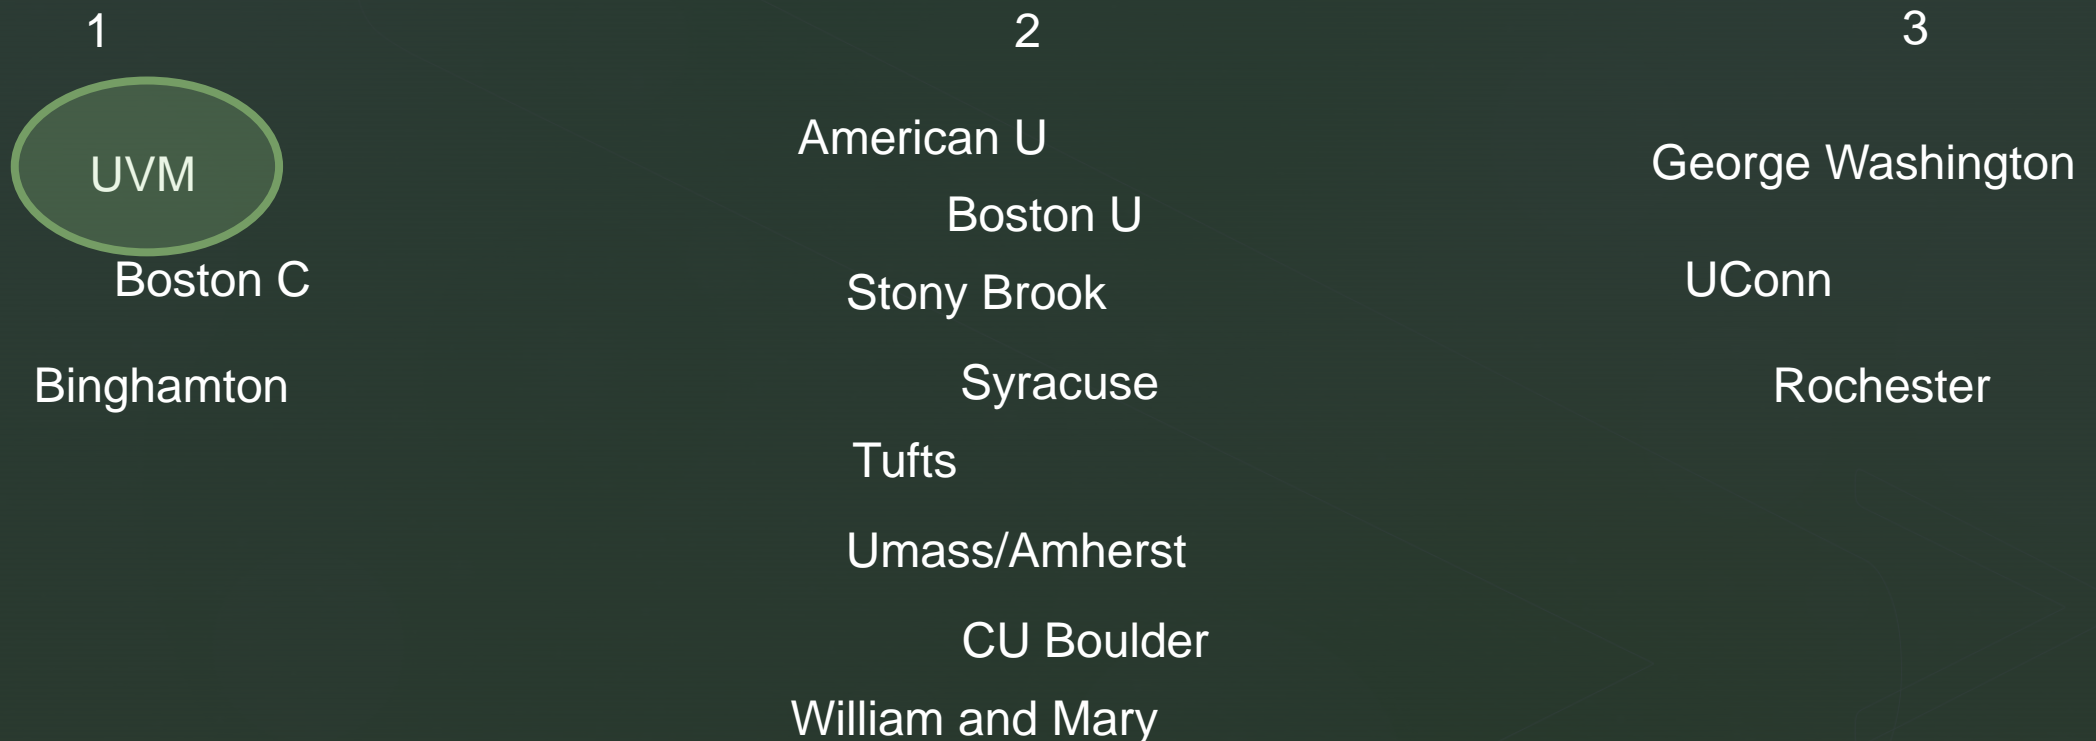 1
2
3
UVM
Boston C
Binghamton
American U
Boston U
Stony Brook
Syracuse
Tufts
Umass/Amherst
CU Boulder
William and Mary
George Washington
UConn
Rochester